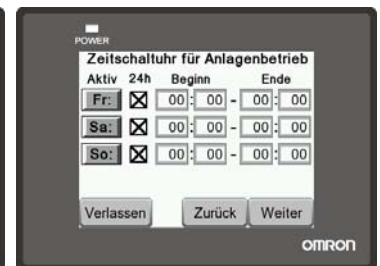 POWER
Zeitschaltuhr für Anlagenbetrieb
Aktiv 24h Beginn Ende
Fr: 00 : 00 - 00 : 00
Sa: 00 : 00 - 00 : 00
So: 00 : 00 - 00 : 00
Verlassen Zurück Weiter
OMRON